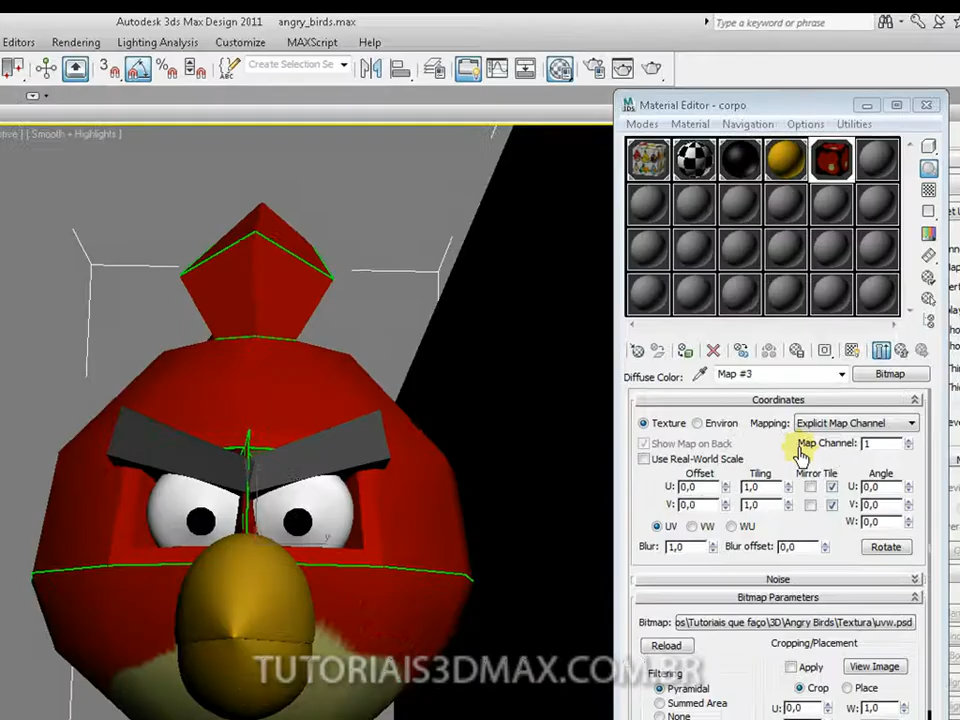 Autodesk 3ds Max Design 2011 angry_birds.max
Type a keyword or phrase
Editors Rendering Lighting Analysis Customize MAXScript Help
3 % ABC Create Selection Se
[ Smooth + Highlights ]
Material Editor - corpo
Modes Material Navigation Options Utilities
Diffuse Color: Map #3 Bitmap
Coordinates
Texture Environ Mapping: Explicit Map Channel
Show Map on Back Map Channel: 1
Use Real-World Scale
Offset Tiling Mirror Tile Angle
U: 0,0 1,0 U: 0,0
V: 0,0 1,0 V: 0,0
W: 0,0
UV VW WU
Blur: 1,0 Blur offset: 0,0 Rotate
Noise
Bitmap Parameters
Bitmap: os\Tutoriais que faço\3D\Angry Birds\Textura\uvw.psd
Reload Cropping/Placement
Apply View Image
Filtering
Pyramidal Crop Place
Summed Area U: 0,0 W: 1,0
None
TUTORIAIS3DMAX.COM.BR